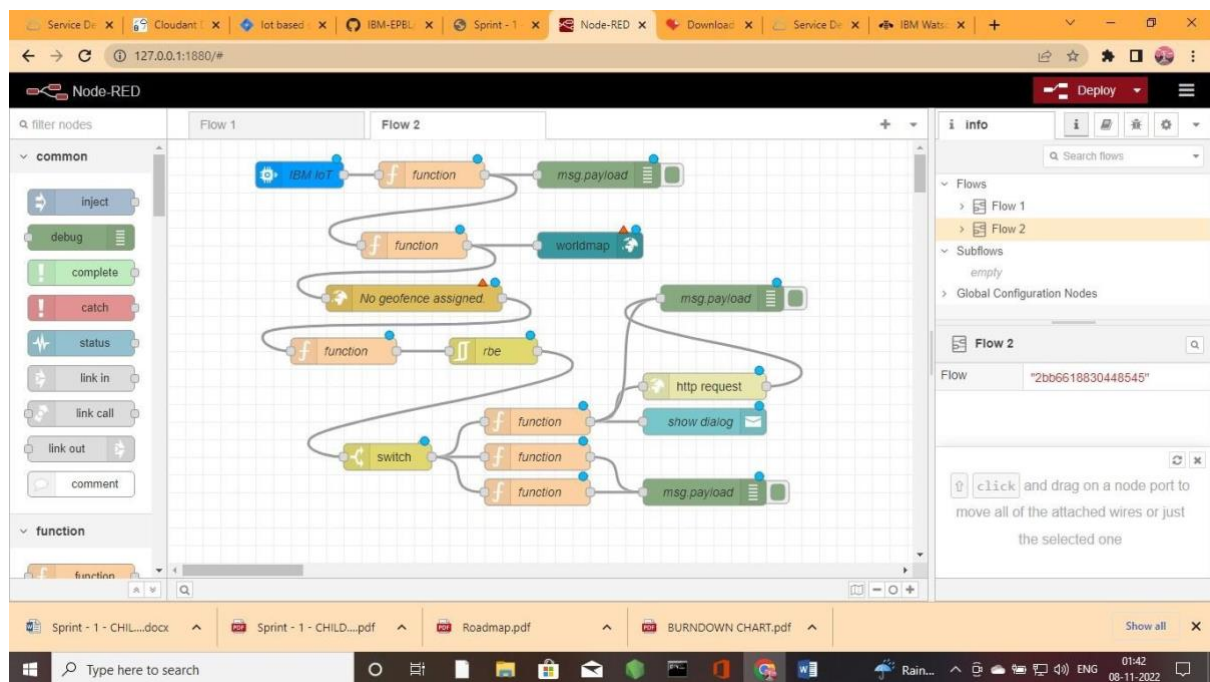 Service De
Cloudant
Iot based
IBM-EPBL
Sprint - 1 -
Node-RED
Download
Service De
IBM Wats
127.0.0.1:1880/#
Node-RED
Deploy
filter nodes
Flow 1
Flow 2
i info
common
IBM IoT
function
msg.payload
Search flows
inject
Flows
Flow 1
debug
function
worldmap
Flow 2
Subflows
complete
empty
catch
No geofence assigned.
msg.payload
Global Configuration Nodes
status
function
rbe
Flow 2
link in
http request
Flow
"2bb6618830448545"
link call
function
show dialog
link out
switch
function
comment
function
msg.payload
click and drag on a node port to
move all of the attached wires or just
the selected one
function
function
Sprint - 1 - CHIL....docx
Sprint - 1 - CHILD....pdf
Roadmap.pdf
BURNDOWN CHART.pdf
Show all
Type here to search
Rain...
ENG
01:42
08-11-2022